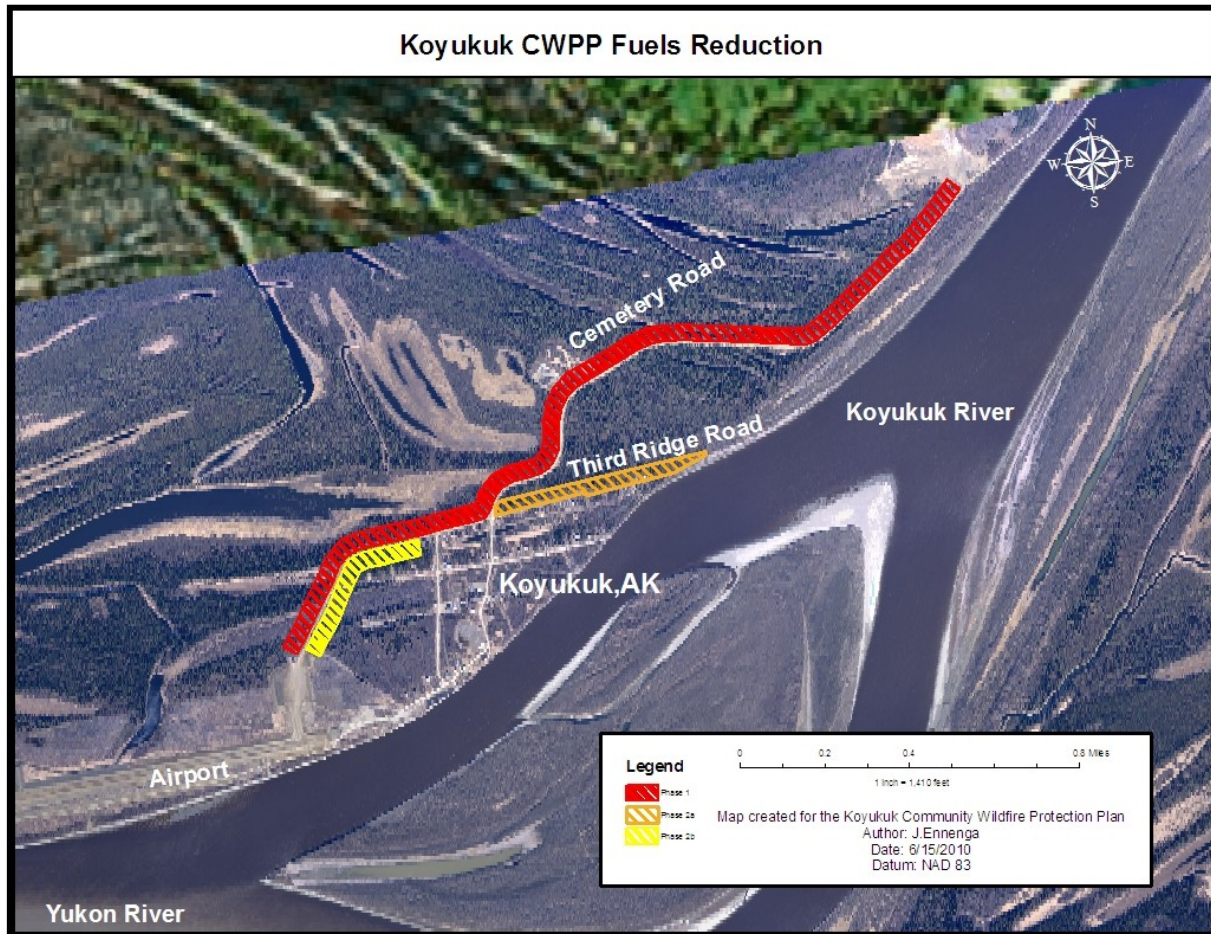 Koyukuk CWPP Fuels Reduction
N
W E
S
Cemetery Road
Koyukuk River
Third Ridge Road
Koyukuk,AK
Airport
Yukon River
Legend
Phase 1
Phase 2a
Phase 2b
0 0.2 0.4 0.8 Miles
1 inch = 1,410 feet
Map created for the Koyukuk Community Wildfire Protection Plan
Author: J.Ennenga
Date: 6/15/2010
Datum: NAD 83